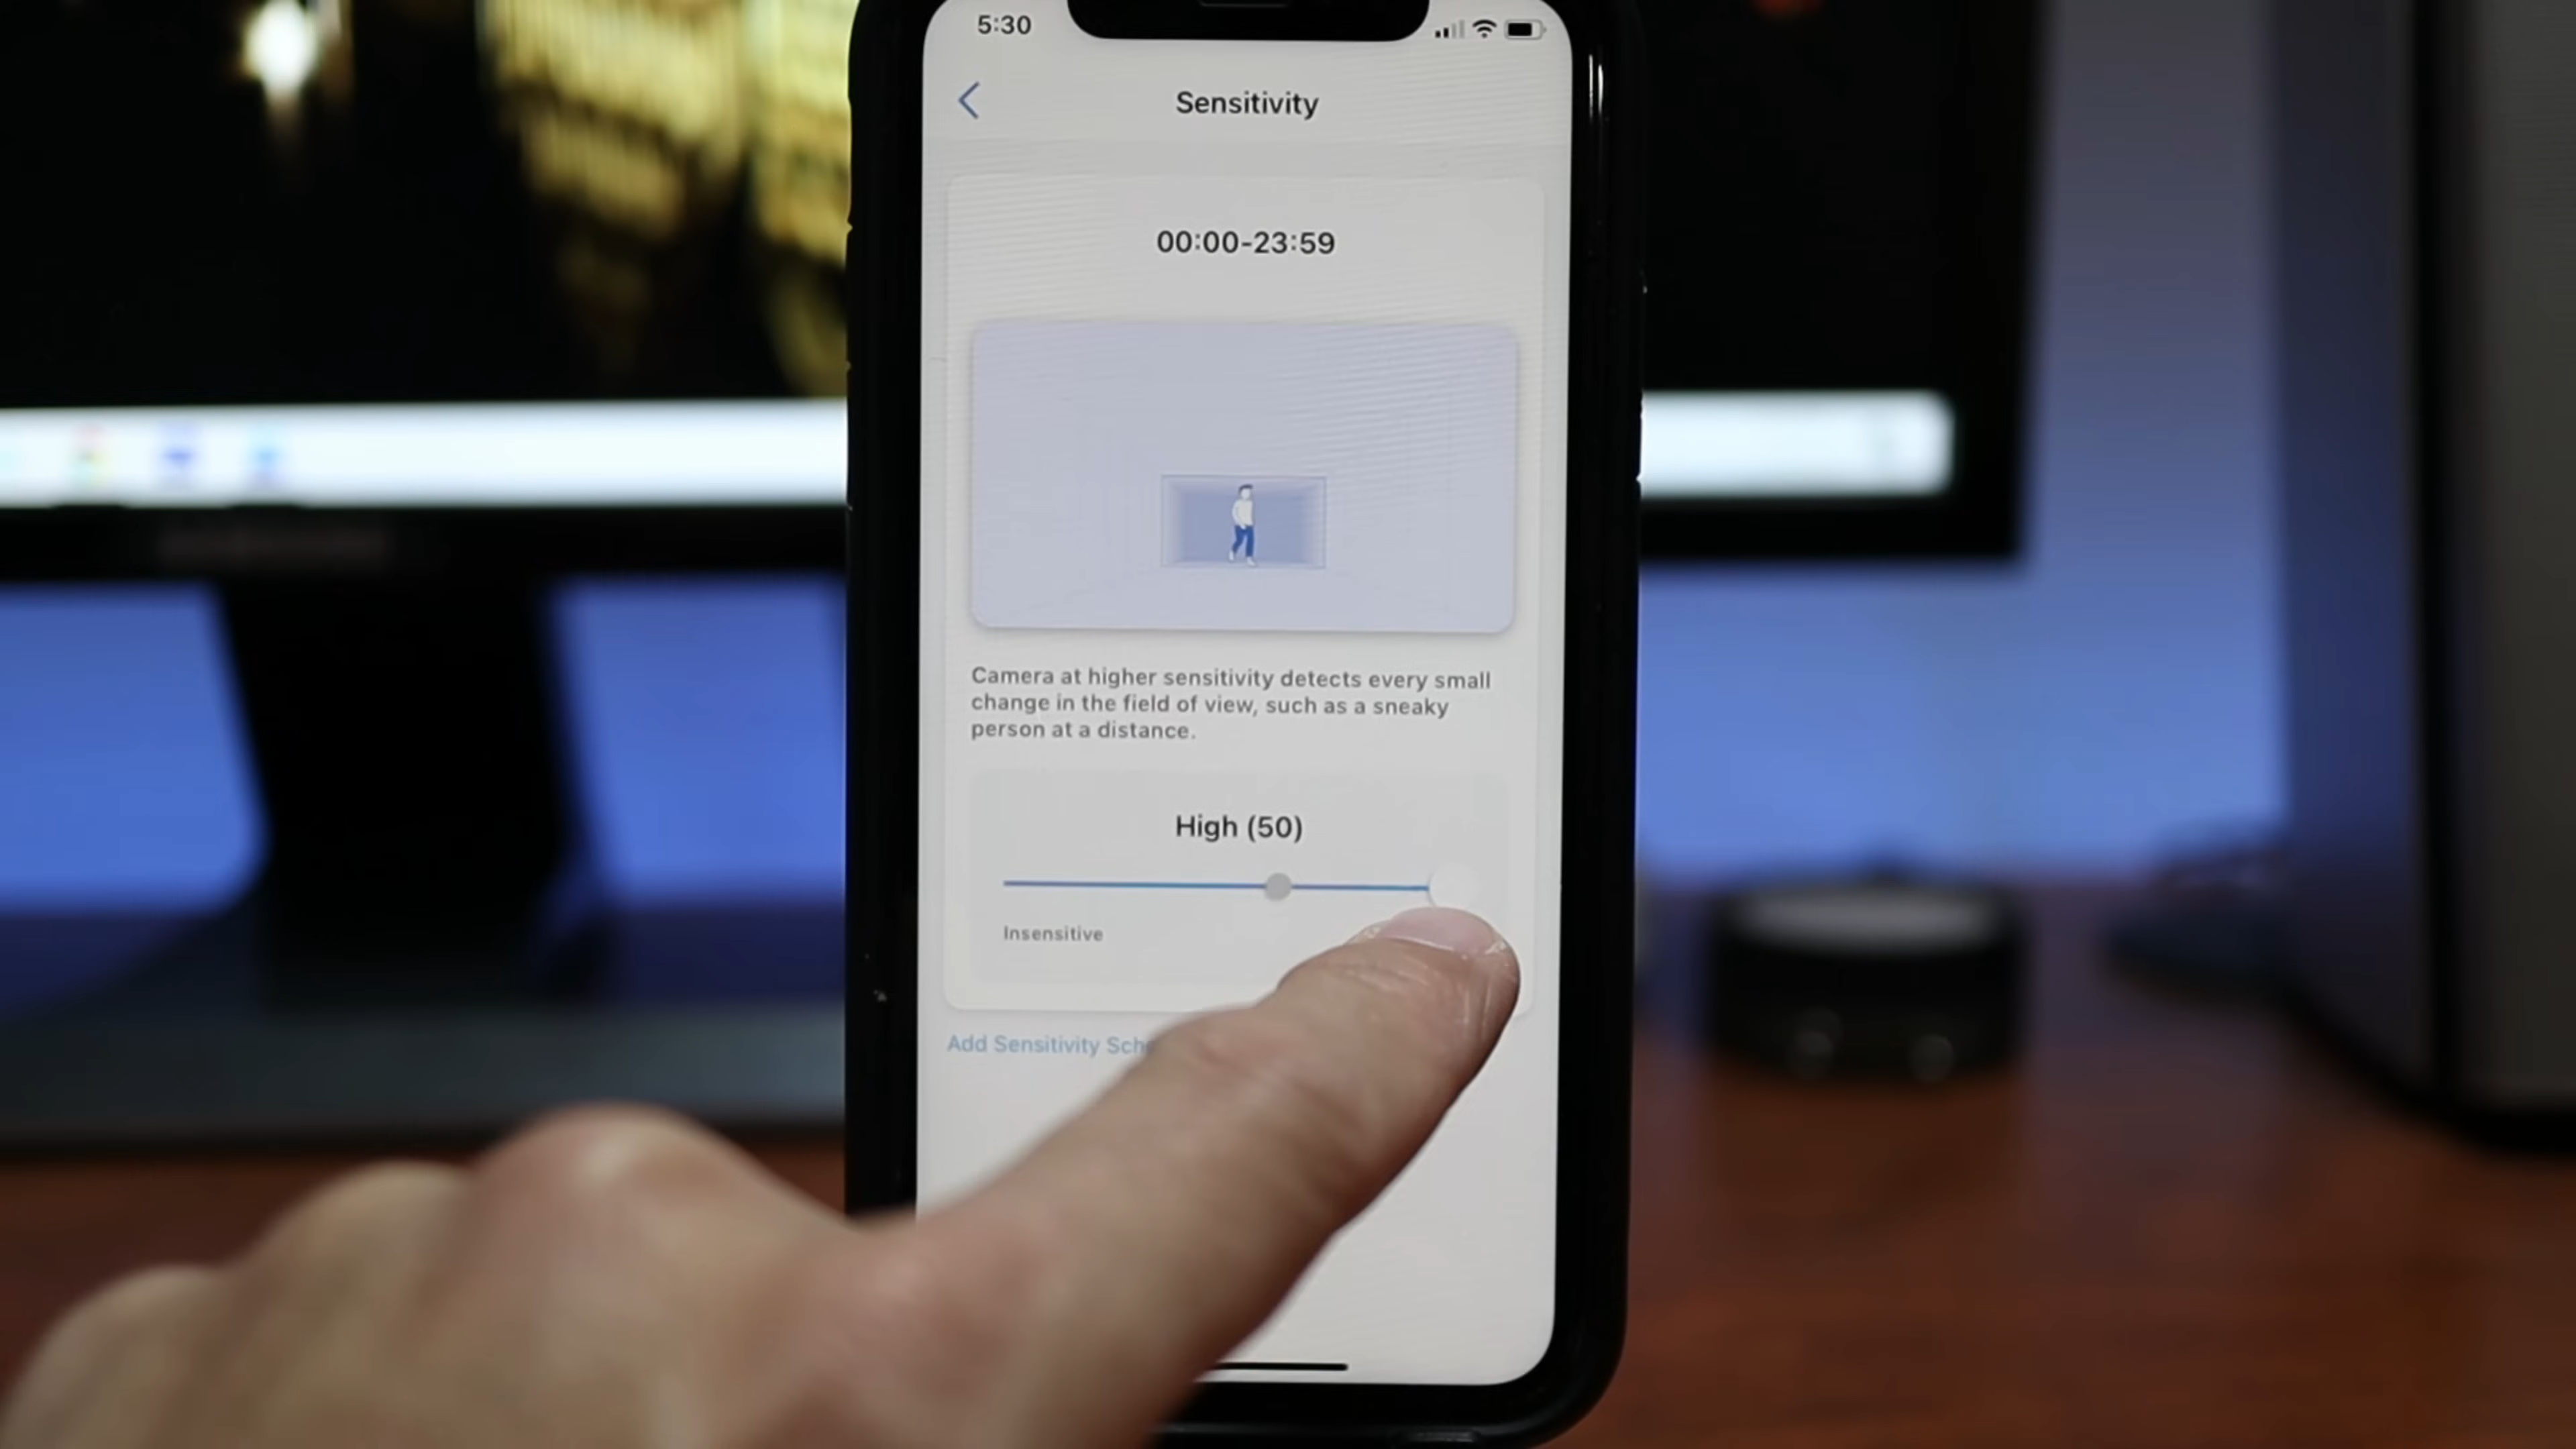 5:30
Sensitivity
00:00-23:59
Camera at higher sensitivity detects every small
change in the field of view, such as a sneaky
person at a distance.
High (50)
Insensitive
Add Sensitivity